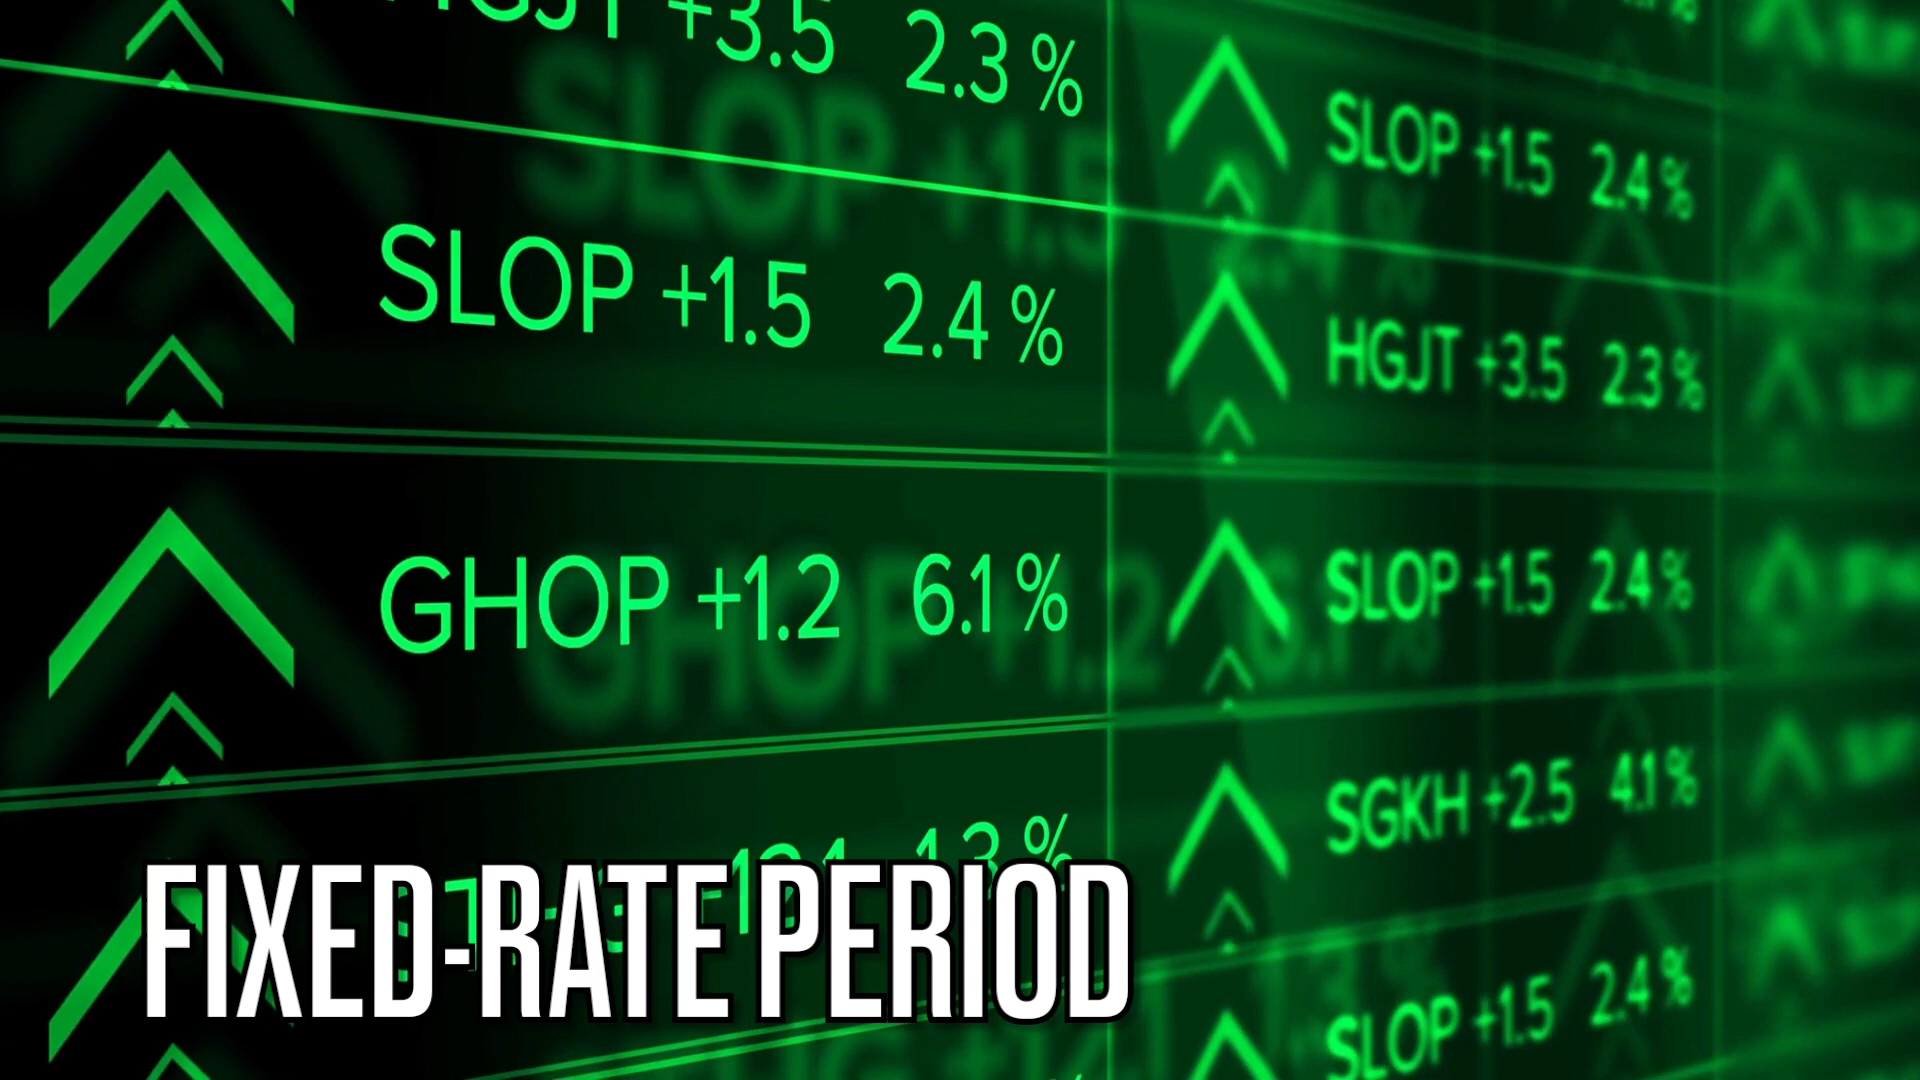 HGJT +3.5 2.3 %
SLOP +1.5 2.4 %
GHOP +1.2 6.1 %
1.3 %
SLOP +1.5 2.4 %
HGJT +3.5 2.3 %
SLOP +1.5 2.4 %
SGKH +2.5 4.1 %
SLOP +1.5 2.4 %
FIXED-RATE PERIOD